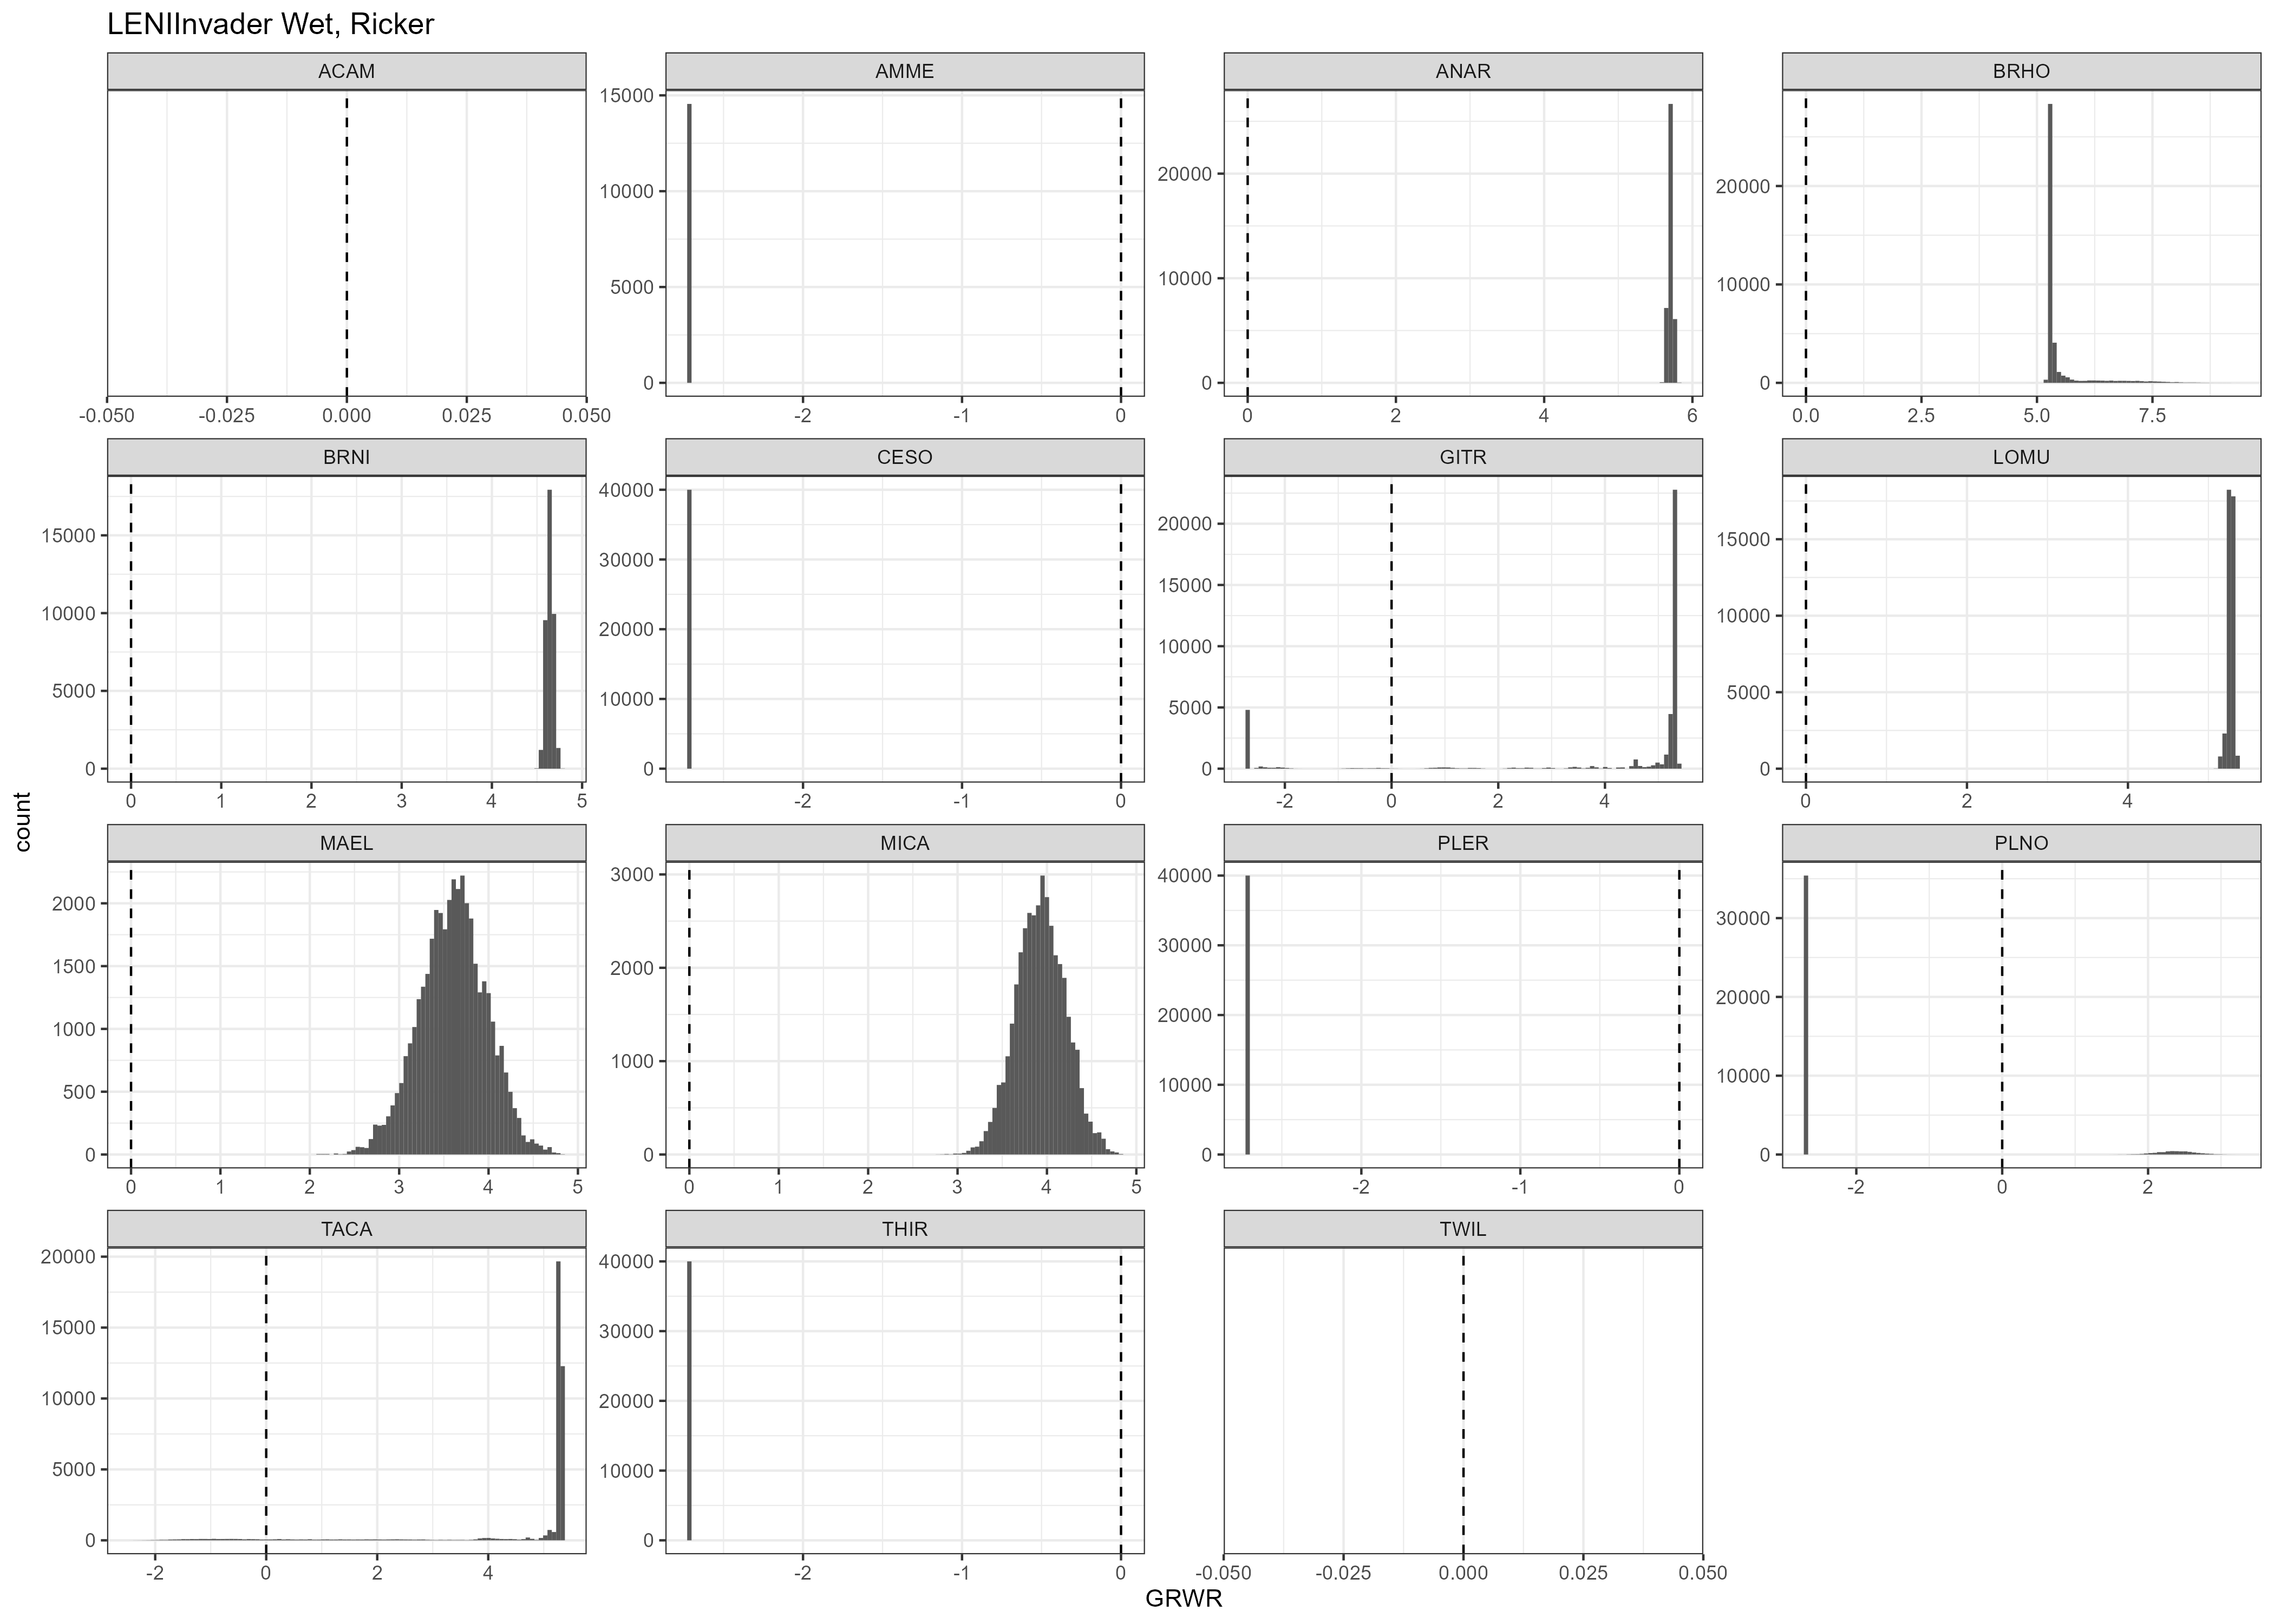 LENIInvader Wet, Ricker
ACAM
AMME
ANAR
BRHO
15000
10000
5000
0
20000
10000
0
20000
10000
0
-0.050 -0.025 0.000 0.025 0.050
-2 -1 0
0 2 4 6
0.0 2.5 5.0 7.5
BRNI
CESO
GITR
LOMU
15000
10000
5000
0
40000
30000
20000
10000
0
20000
15000
10000
5000
0
15000
10000
5000
0
0 1 2 3 4 5
-2 -1 0
-2 0 2 4
0 2 4
count
MAEL
MICA
PLER
PLNO
2000
1500
1000
500
0
3000
2000
1000
0
40000
30000
20000
10000
0
30000
20000
10000
0
0 1 2 3 4 5
0 1 2 3 4 5
-2 -1 0
-2 0 2
TACA
THIR
TWIL
20000
15000
10000
5000
0
40000
30000
20000
10000
0
-2 0 2 4
-2 -1 0
-0.050 -0.025 0.000 0.025 0.050
GRWR